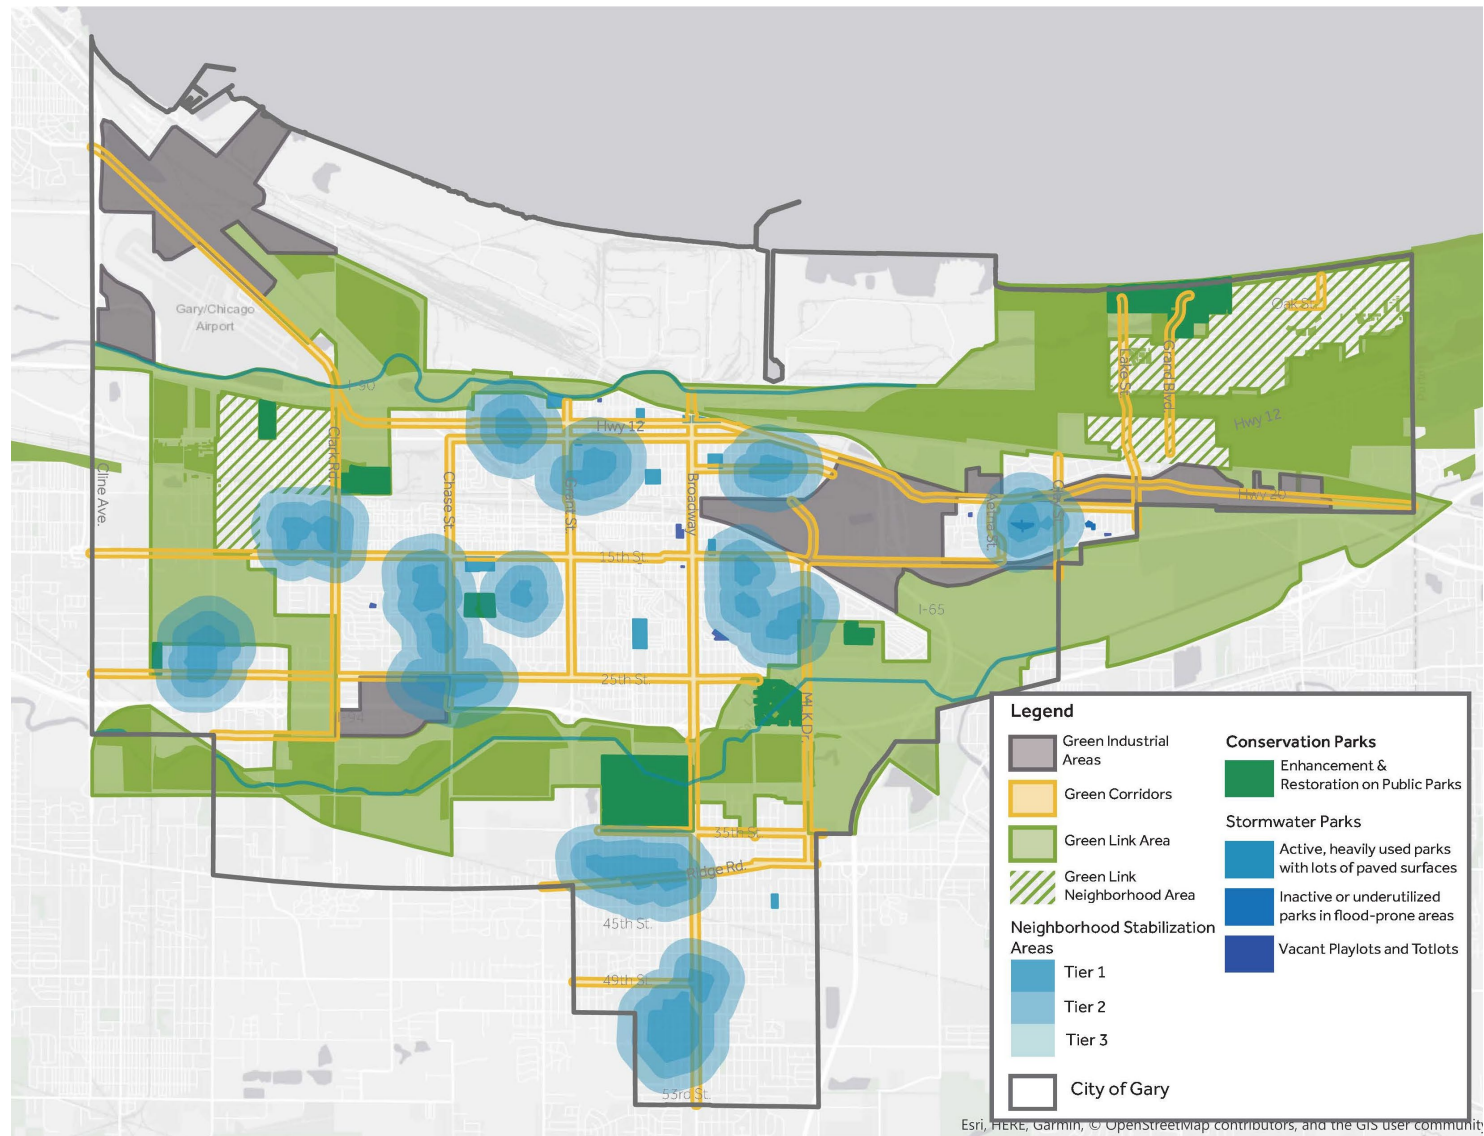 Gary/Chicago
Airport
I-90
Oak St.
Lake St.
Grand Blvd.
Hwy 12
Hwy 12
Cline Ave.
Clark Rd.
Chase St.
Grant St.
Broadway
Hwy 20
15th St.
I-65
25th St.
I-94
MLK Dr.
35th St.
Ridge Rd.
45th St.
49th St.
53rd St.
Legend
Green Industrial
Areas
Green Corridors
Green Link Area
Green Link
Neighborhood Area
Neighborhood Stabilization
Areas
Tier 1
Tier 2
Tier 3
City of Gary
Conservation Parks
Enhancement &
Restoration on Public Parks
Stormwater Parks
Active, heavily used parks
with lots of paved surfaces
Inactive or underutilized
parks in flood-prone areas
Vacant Playlots and Totlots
Esri, HERE, Garmin, © OpenStreetMap contributors, and the GIS user community